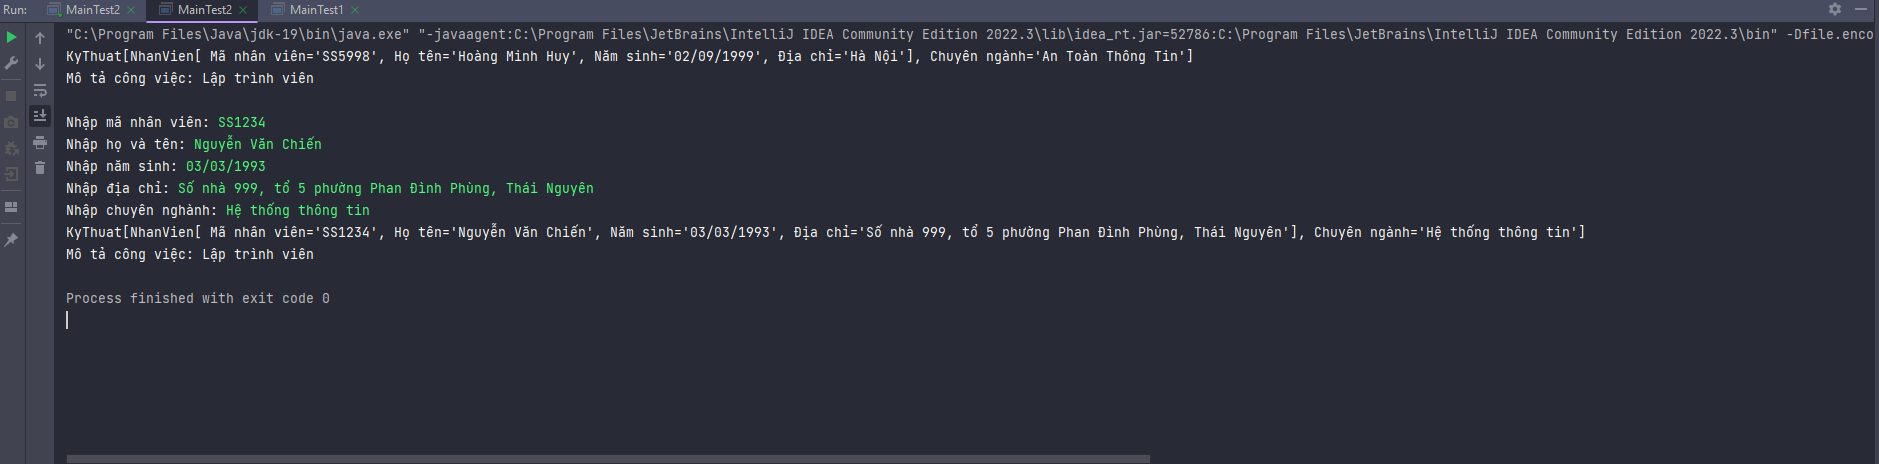 Run: MainTest2 MainTest2 MainTest1
"C:\Program Files\Java\jdk-19\bin\java.exe" "-javaagent:C:\Program Files\JetBrains\IntelliJ IDEA Community Edition 2022.3\lib\idea_rt.jar=52786:C:\Program Files\JetBrains\IntelliJ IDEA Community Edition 2022.3\bin" -Dfile.enco
KyThuat[NhanVien[ Mã nhân viên='SS5998', Họ tên='Hoàng Minh Huy', Năm sinh='02/09/1999', Địa chỉ='Hà Nội'], Chuyên ngành='An Toàn Thông Tin']
Mô tả công việc: Lập trình viên
Nhập mã nhân viên: SS1234
Nhập họ và tên: Nguyễn Văn Chiến
Nhập năm sinh: 03/03/1993
Nhập địa chỉ: Số nhà 999, tổ 5 phường Phan Đình Phùng, Thái Nguyên
Nhập chuyên nghành: Hệ thống thông tin
KyThuat[NhanVien[ Mã nhân viên='SS1234', Họ tên='Nguyễn Văn Chiến', Năm sinh='03/03/1993', Địa chỉ='Số nhà 999, tổ 5 phường Phan Đình Phùng, Thái Nguyên'], Chuyên ngành='Hệ thống thông tin']
Mô tả công việc: Lập trình viên
Process finished with exit code 0